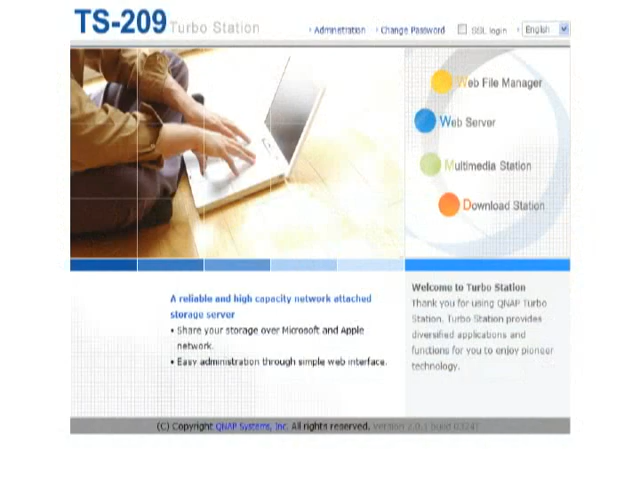 TS-209 Turbo Station
Administration Change Password SSL login English
Web File Manager
Web Server
Multimedia Station
Download Station
A reliable and high capacity network attached
storage server
• Share your storage over Microsoft and Apple
network.
• Easy administration through simple web interface.
Welcome to Turbo Station
Thank you for using QNAP Turbo
Station. Turbo Station provides
diversified applications and
functions for you to enjoy pioneer
technology.
(C) Copyright QNAP Systems, Inc. All rights reserved.